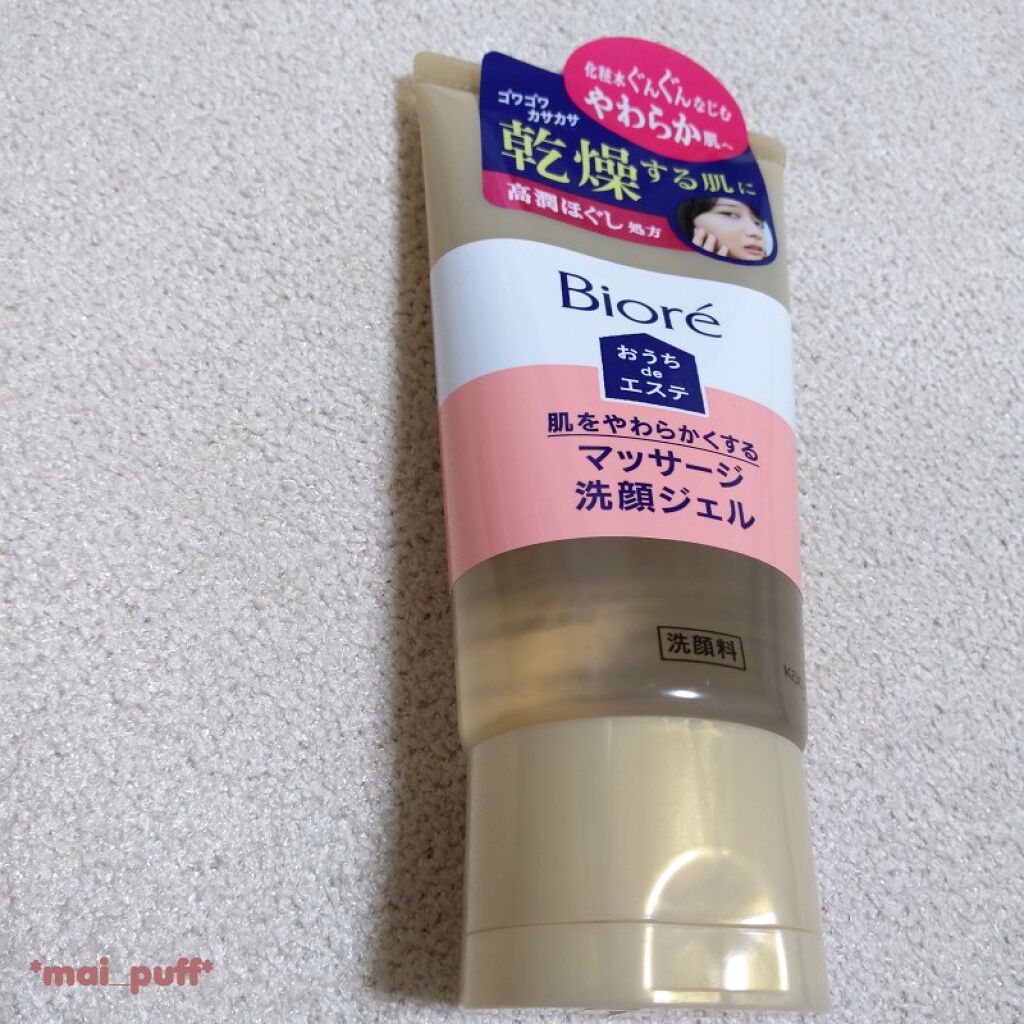 化粧水ぐんぐんなじむ
やわらか肌へ
ゴワゴワ
カサカサ
乾燥する肌に
高潤ほぐし処方
Bioré
おうち
de
エステ
肌をやわらかくする
マッサージ
洗顔ジェル
洗顔料
*mai_puff*